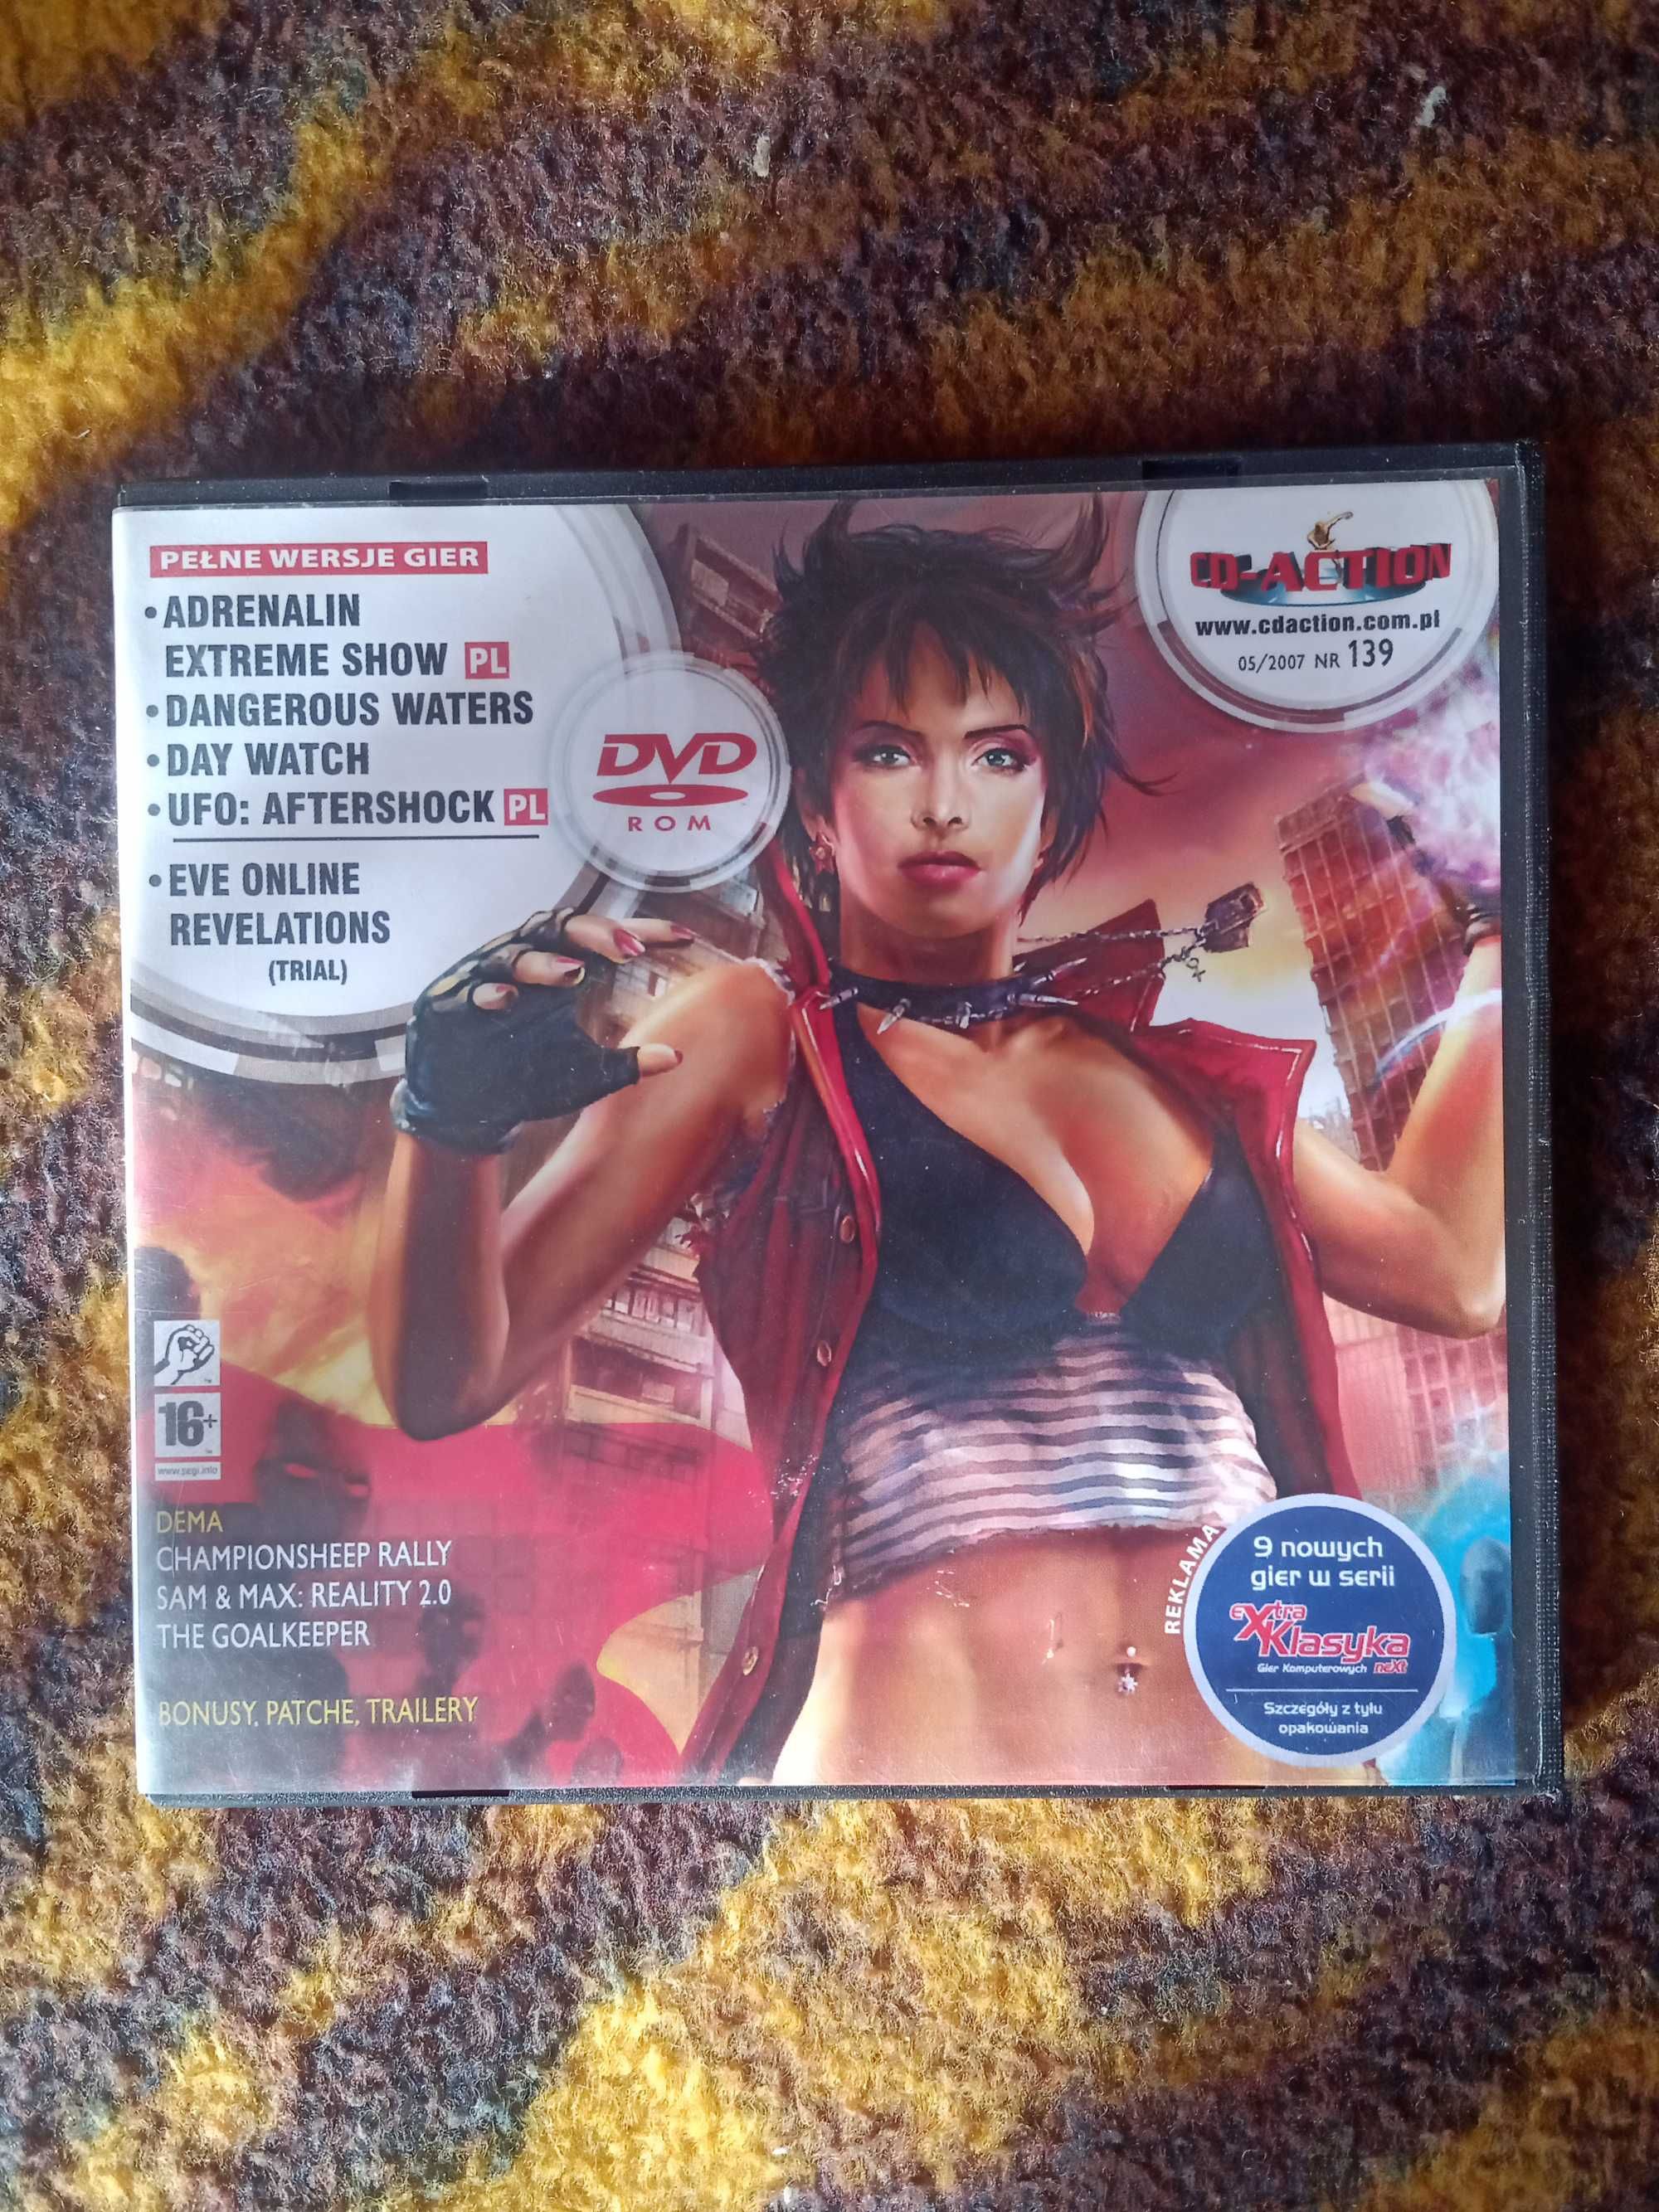 PEŁNE WERSJE GIER
•ADRENALIN
EXTREME SHOW PL
•DANGEROUS WATERS
•DAY WATCH
•UFO: AFTERSHOCK PL
•EVE ONLINE
REVELATIONS
(TRIAL)
DVD
ROM
CD-ACTION
www.cdaction.com.pl
05/2007 NR 139
16+
www.pegi.info
DEMA
CHAMPIONSHEEP RALLY
SAM & MAX: REALITY 2.0
THE GOALKEEPER
BONUSY, PATCHE, TRAILERY
REKLAMA
9 nowych
gier w serii
eXtra
Klasyka
Gier Komputerowych neXt
Szczegóły z tyłu
opakowania